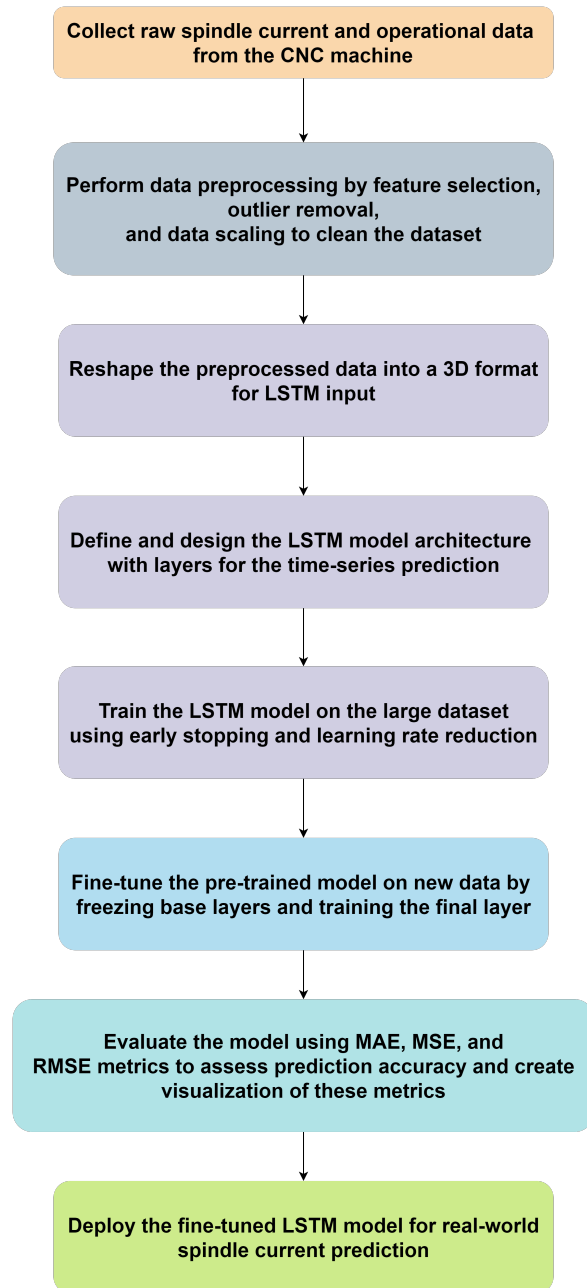 Collect raw spindle current and operational data
from the CNC machine
Perform data preprocessing by feature selection,
outlier removal,
and data scaling to clean the dataset
Reshape the preprocessed data into a 3D format
for LSTM input
Define and design the LSTM model architecture
with layers for the time-series prediction
Train the LSTM model on the large dataset
using early stopping and learning rate reduction
Fine-tune the pre-trained model on new data by
freezing base layers and training the final layer
Evaluate the model using MAE, MSE, and
RMSE metrics to assess prediction accuracy and create
visualization of these metrics
Deploy the fine-tuned LSTM model for real-world
spindle current prediction